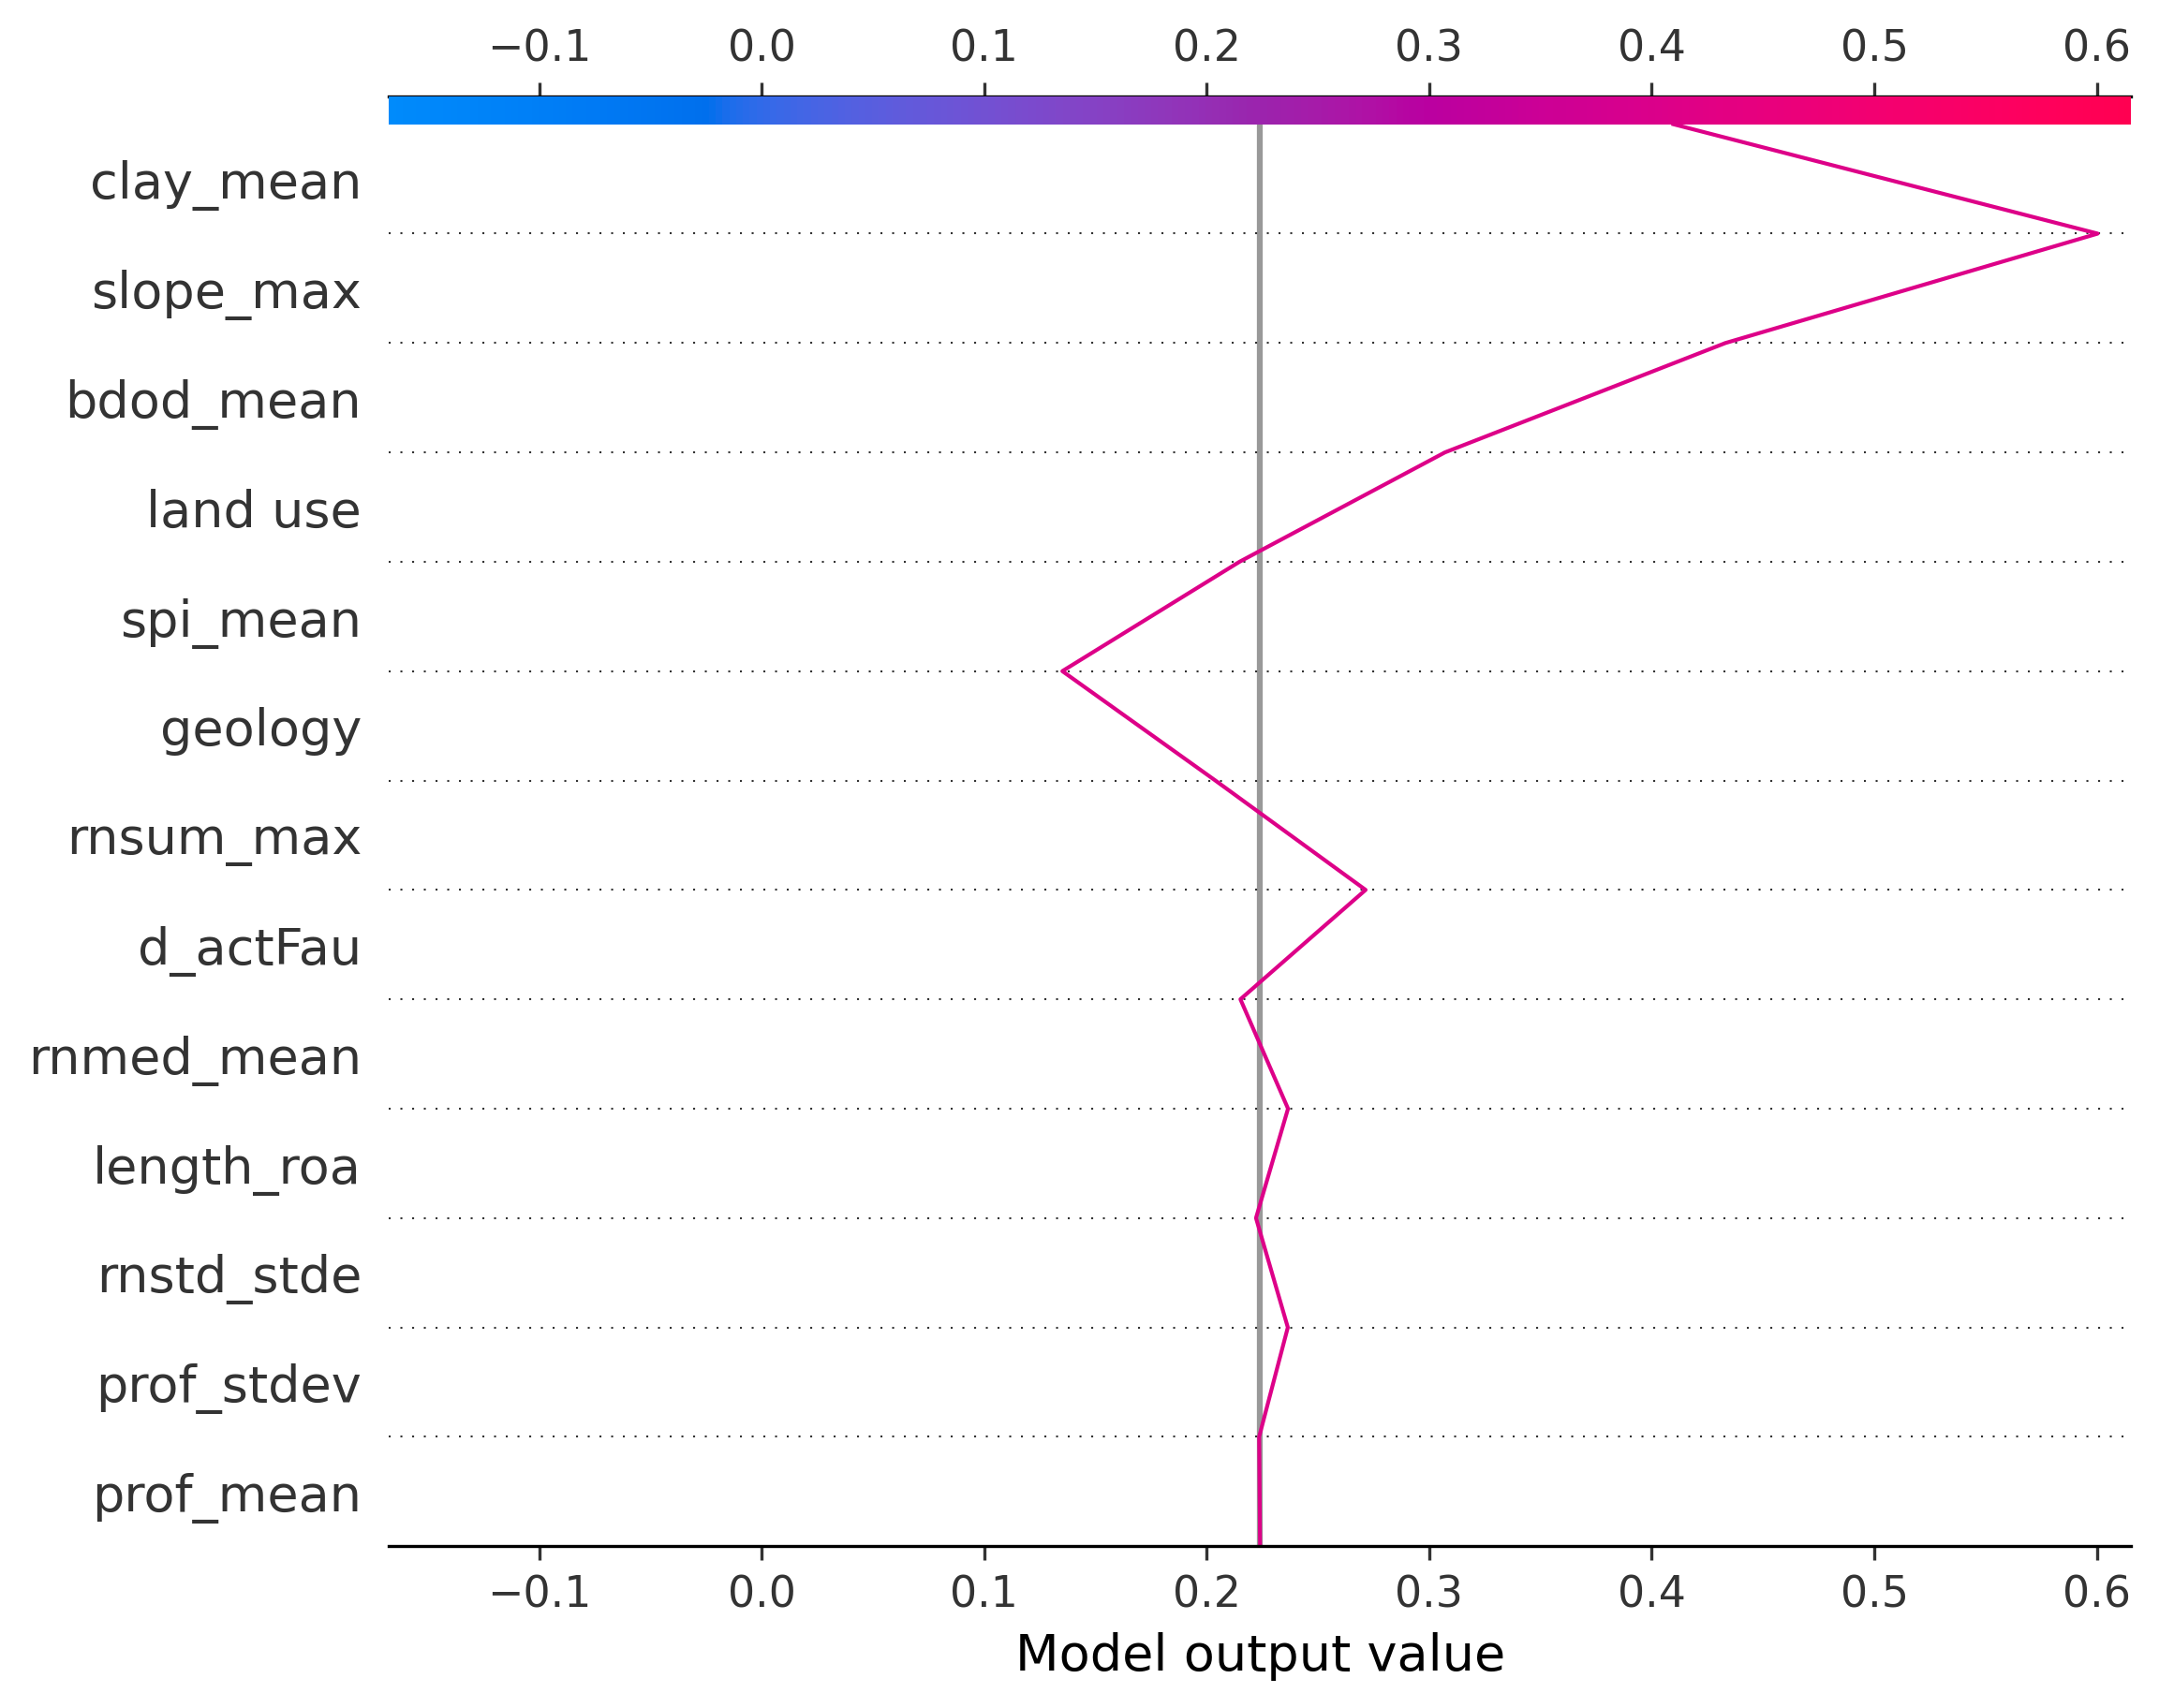 −0.1 0.0 0.1 0.2 0.3 0.4 0.5 0.6
clay_mean
slope_max
bdod_mean
land use
spi_mean
geology
rnsum_max
d_actFau
rnmed_mean
length_roa
rnstd_stde
prof_stdev
prof_mean
−0.1 0.0 0.1 0.2 0.3 0.4 0.5 0.6
Model output value